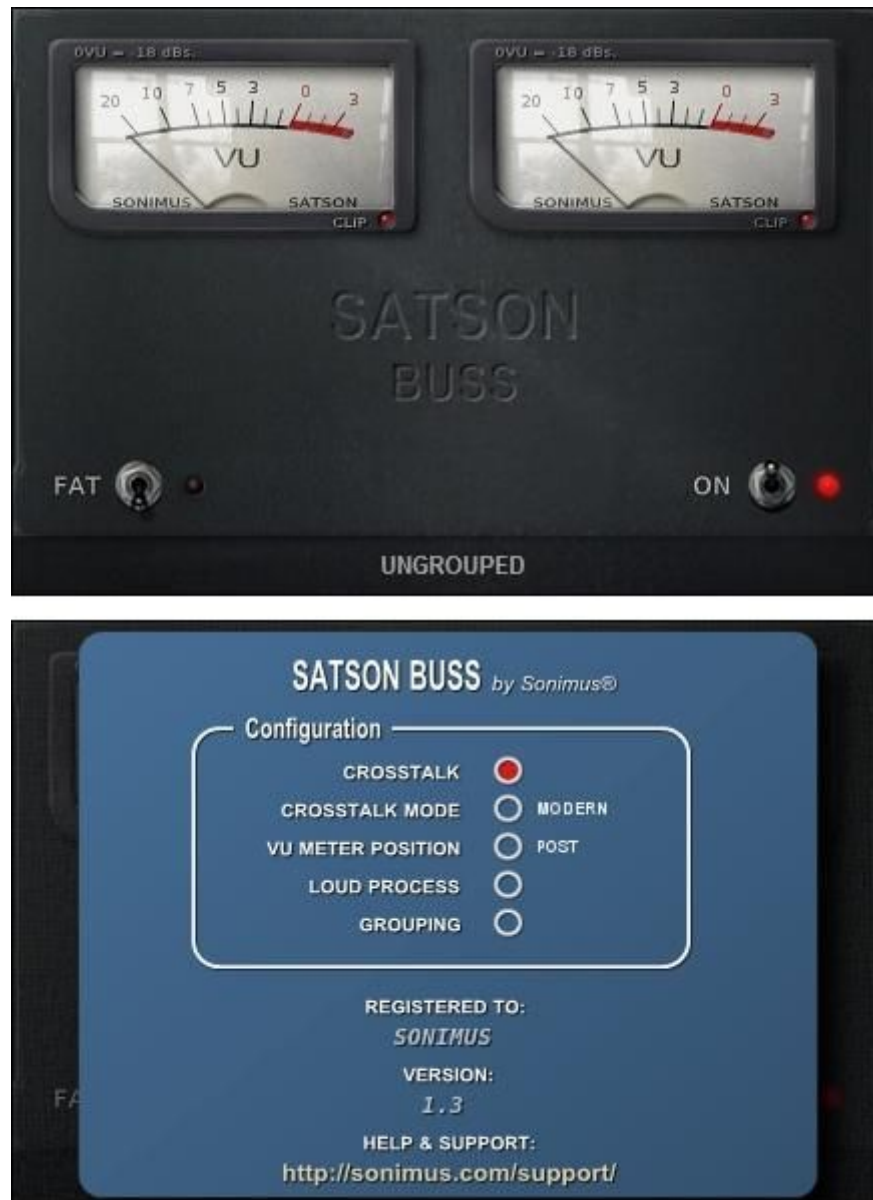 0VU = -18 dBs.
20 10 7 5 3 0 3
VU
SONIMUS SATSON
CLIP
0VU = -18 dBs.
20 10 7 5 3 0 3
VU
SONIMUS SATSON
CLIP
SATSON
BUSS
FAT
ON
UNGROUPED
SATSON BUSS by Sonimus®
Configuration
CROSSTALK
CROSSTALK MODE MODERN
VU METER POSITION POST
LOUD PROCESS
GROUPING
REGISTERED TO:
SONIMUS
VERSION:
1.3
FA
HELP & SUPPORT:
http://sonimus.com/support/